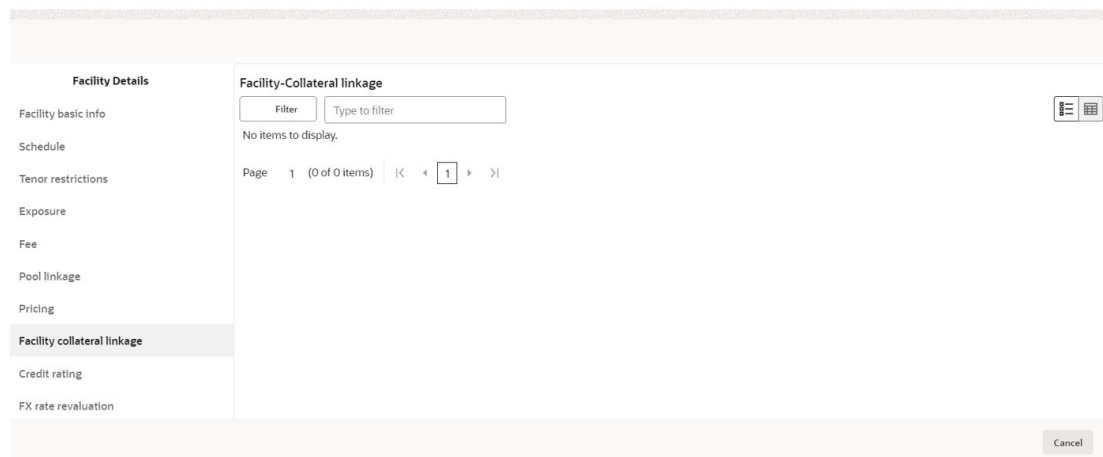 Facility Details
Facility basic info
Schedule
Tenor restrictions
Exposure
Fee
Pool linkage
Pricing
Facility collateral linkage
Credit rating
FX rate revaluation
Facility-Collateral linkage
Filter
Type to filter
No items to display.
Page 1 (0 of 0 items) 1
Cancel